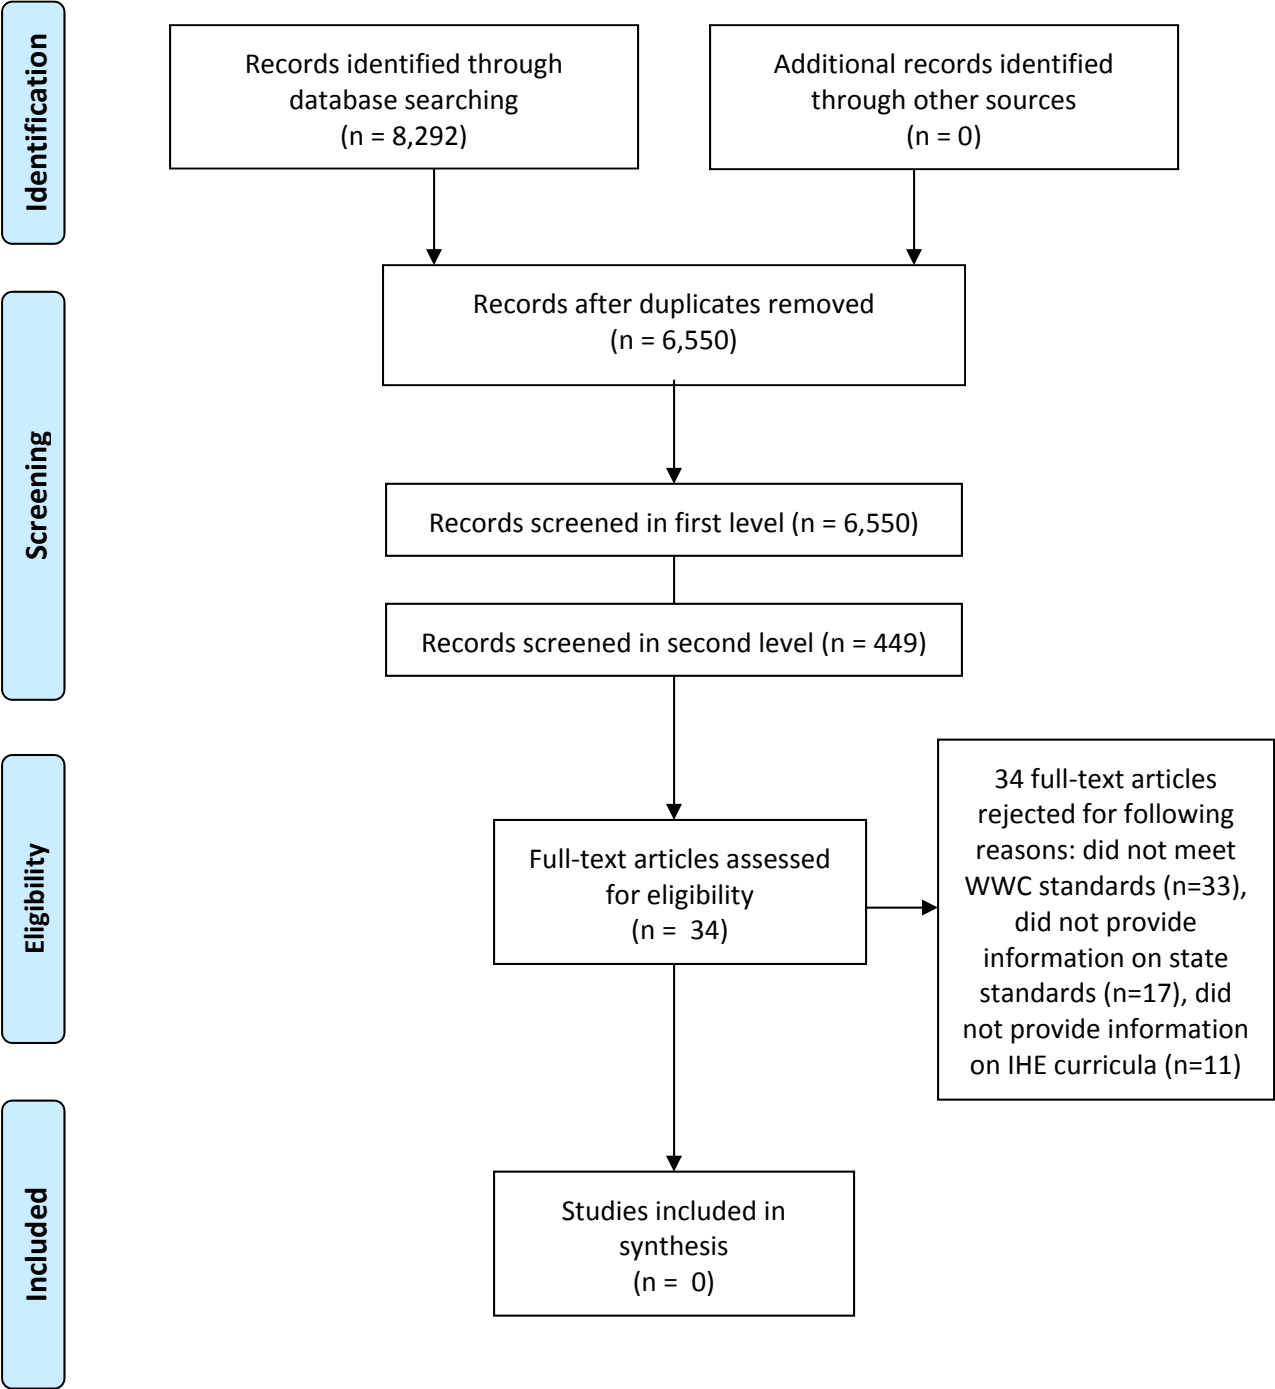 Identification
Records identified through
database searching
(n = 8,292)
Additional records identified
through other sources
(n = 0)
Screening
Records after duplicates removed
(n = 6,550)
Records screened in first level (n = 6,550)
Records screened in second level (n = 449)
Eligibility
Full-text articles assessed
for eligibility
(n =  34)
34 full-text articles
rejected for following
reasons: did not meet
WWC standards (n=33),
did not provide
information on state
standards (n=17), did
not provide information
on IHE curricula (n=11)
Included
Studies included in
synthesis
(n =  0)